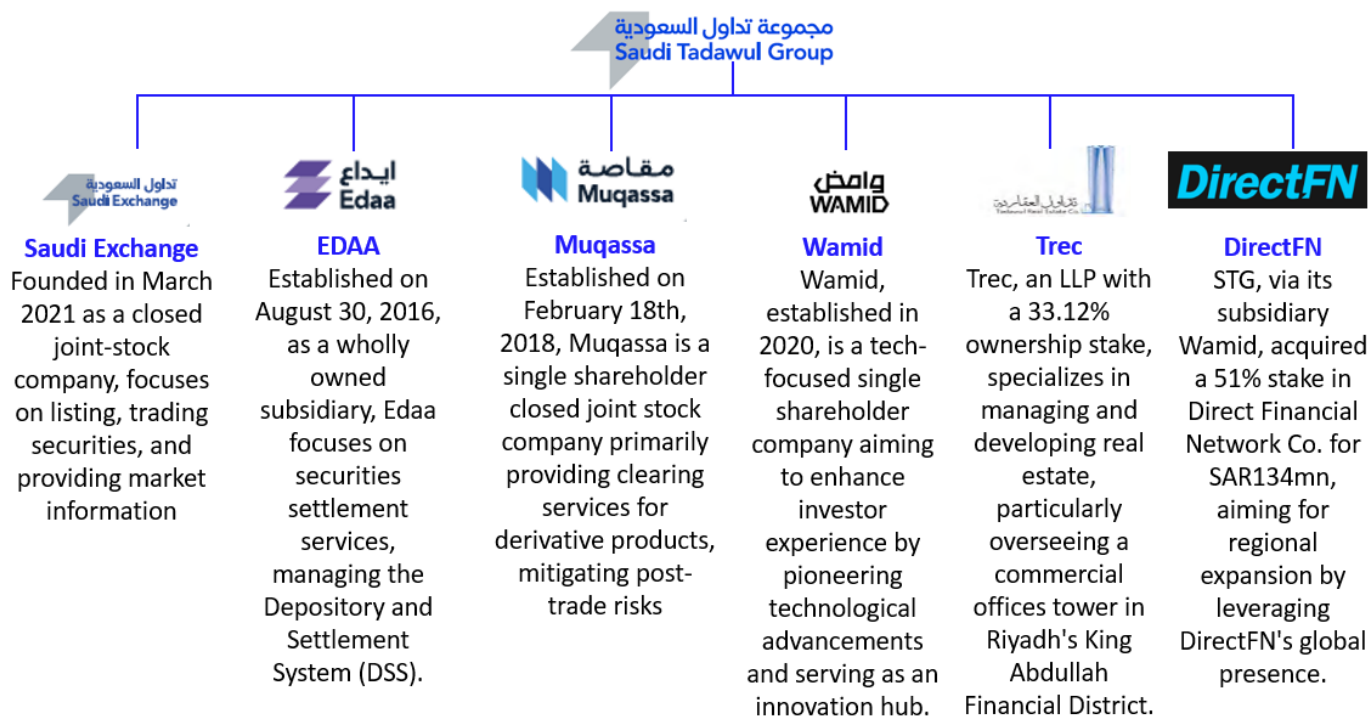 مجموعة تداول السعودية
Saudi Tadawul Group
تداول السعودية
Saudi Exchange
ايداع
Edaa
مقاصة
Muqassa
وامض
WAMID
تداول العقارية
Tadawul Real Estate Co.
DirectFN
Saudi Exchange
Founded in March
2021 as a closed
joint-stock
company, focuses
on listing, trading
securities, and
providing market
information
EDAA
Established on
August 30, 2016,
as a wholly
owned
subsidiary, Edaa
focuses on
securities
settlement
services,
managing the
Depository and
Settlement
System (DSS).
Muqassa
Established on
February 18th,
2018, Muqassa is a
single shareholder
closed joint stock
company primarily
providing clearing
services for
derivative products,
mitigating post-
trade risks
Wamid
Wamid,
established in
2020, is a tech-
focused single
shareholder
company aiming
to enhance
investor
experience by
pioneering
technological
advancements
and serving as an
innovation hub.
Trec
Trec, an LLP with
a 33.12%
ownership stake,
specializes in
managing and
developing real
estate,
particularly
overseeing a
commercial
offices tower in
Riyadh's King
Abdullah
Financial District.
DirectFN
STG, via its
subsidiary
Wamid, acquired
a 51% stake in
Direct Financial
Network Co. for
SAR134mn,
aiming for
regional
expansion by
leveraging
DirectFN's global
presence.